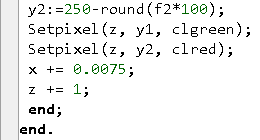 y2:=250-round(f2*100);
Setpixel(z, y1, clgreen);
Setpixel(z, y2, clred);
x += 0.0075;
z += 1;
end;
end.